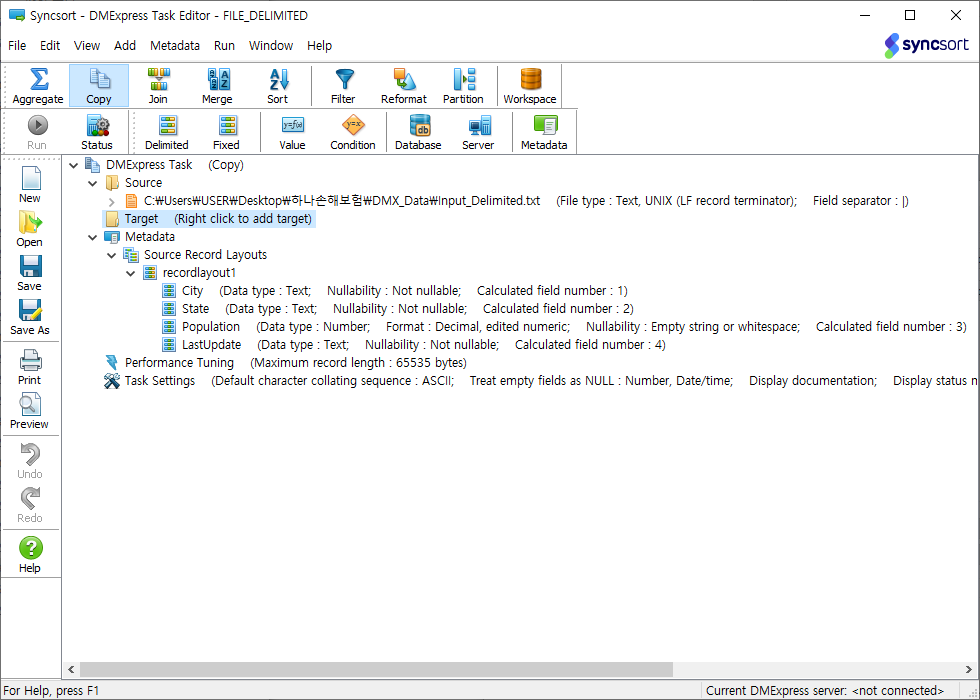 Syncsort - DMExpress Task Editor - FILE_DELIMITED
File Edit View Add Metadata Run Window Help
syncsort
Aggregate Copy Join Merge Sort Filter Reformat Partition Workspace
Run Status Delimited Fixed Value Condition Database Server Metadata
New
Open
Save
Save As
Print
Preview
Undo
Redo
Help
DMExpress Task (Copy)
Source
C:₩Users₩USER₩Desktop₩하나손해보험₩DMX_Data₩Input_Delimited.txt (File type : Text, UNIX (LF record terminator); Field separator : |)
Target (Right click to add target)
Metadata
Source Record Layouts
recordlayout1
City (Data type : Text; Nullability : Not nullable; Calculated field number : 1)
State (Data type : Text; Nullability : Not nullable; Calculated field number : 2)
Population (Data type : Number; Format : Decimal, edited numeric; Nullability : Empty string or whitespace; Calculated field number : 3)
LastUpdate (Data type : Text; Nullability : Not nullable; Calculated field number : 4)
Performance Tuning (Maximum record length : 65535 bytes)
Task Settings (Default character collating sequence : ASCII; Treat empty fields as NULL : Number, Date/time; Display documentation; Display status
For Help, press F1
Current DMExpress server: <not connected>